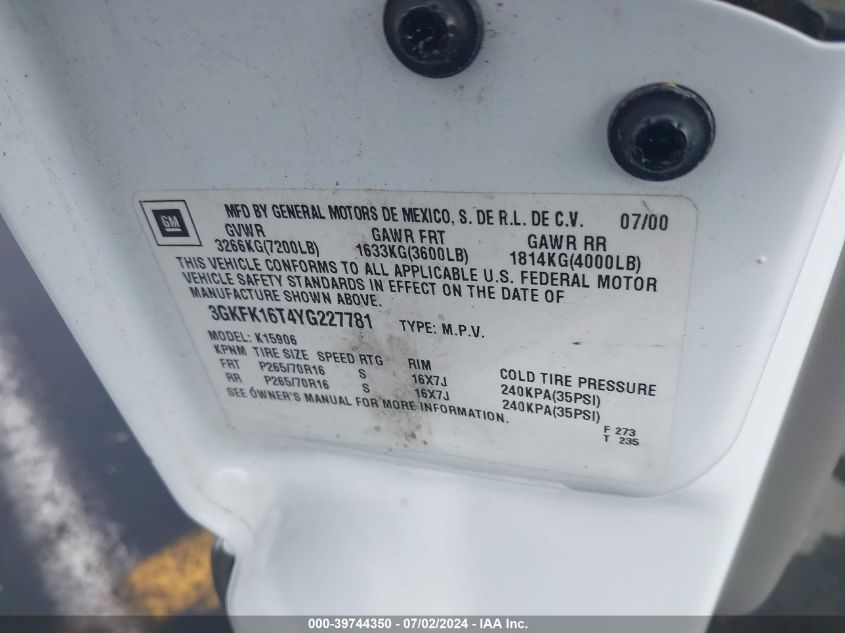 GM
MFD BY GENERAL MOTORS DE MEXICO, S. DE R.L. DE C.V. 07/00
GVWR GAWR FRT GAWR RR
3266KG(7200LB) 1633KG(3600LB) 1814KG(4000LB)
THIS VEHICLE CONFORMS TO ALL APPLICABLE U.S. FEDERAL MOTOR
VEHICLE SAFETY STANDARDS IN EFFECT ON THE DATE OF
MANUFACTURE SHOWN ABOVE.
3GKFK16T4YG227781 TYPE: M.P.V.
MODEL: K15906
KPNM TIRE SIZE SPEED RTG RIM COLD TIRE PRESSURE
FRT P265/70R16 S 16X7J 240KPA(35PSI)
RR P265/70R16 S 16X7J 240KPA(35PSI)
SEE OWNER'S MANUAL FOR MORE INFORMATION.
F 273
T 235
000-39744350 | 07/02/2024 | IAA Inc.